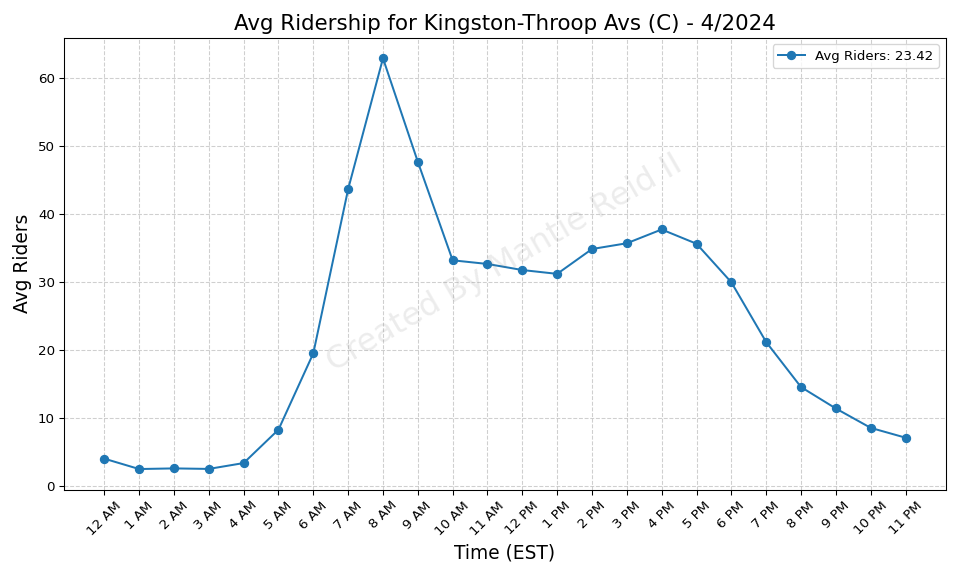 Avg Ridership for Kingston-Throop Avs (C) - 4/2024
Avg Riders: 23.42
Avg Riders
60
50
40
30
20
10
0
Created By Mantie Reid II
12 AM
1 AM
2 AM
3 AM
4 AM
5 AM
6 AM
7 AM
8 AM
9 AM
10 AM
11 AM
12 PM
1 PM
2 PM
3 PM
4 PM
5 PM
6 PM
7 PM
8 PM
9 PM
10 PM
11 PM
Time (EST)